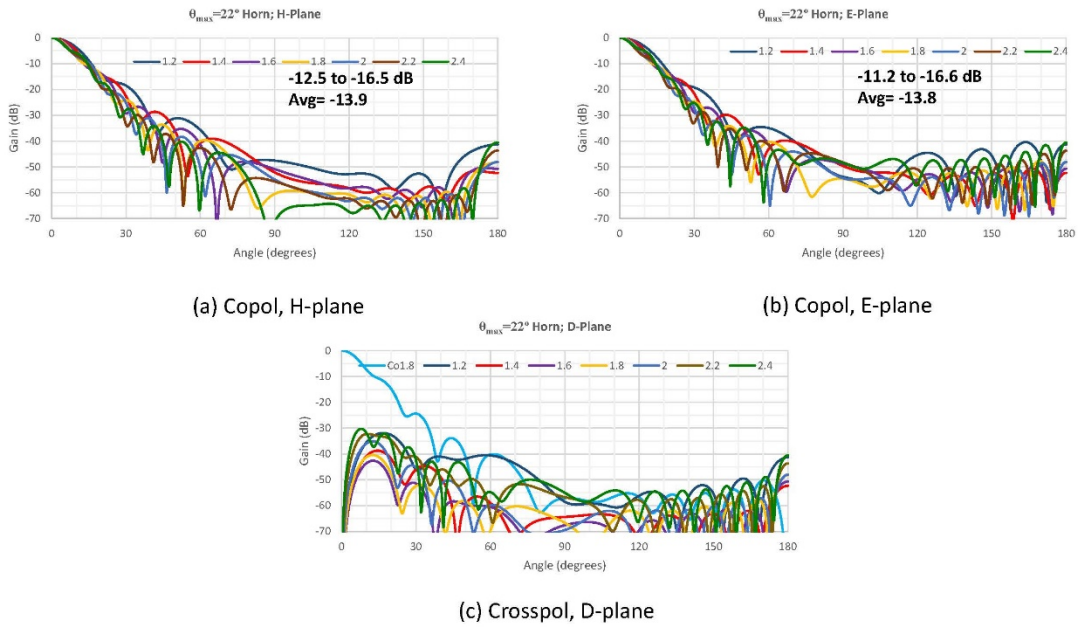 θmax=22° Horn; H-Plane
0
-10
-20
-30
-40
-50
-60
-70
Gain (dB)
1.2 1.4 1.6 1.8 2 2.2 2.4
-12.5 to -16.5 dB
Avg= -13.9
0 30 60 90 120 150 180
Angle (degrees)
(a) Copol, H-plane
θmax=22° Horn; E-Plane
0
-10
-20
-30
-40
-50
-60
-70
Gain (dB)
1.2 1.4 1.6 1.8 2 2.2 2.4
-11.2 to -16.6 dB
Avg= -13.8
0 30 60 90 120 150 180
Angle (degrees)
(b) Copol, E-plane
θmax=22° Horn; D-Plane
0
-10
-20
-30
-40
-50
-60
-70
Gain (dB)
Co1.8 1.2 1.4 1.6 1.8 2 2.2 2.4
0 30 60 90 120 150 180
Angle (degrees)
(c) Crosspol, D-plane